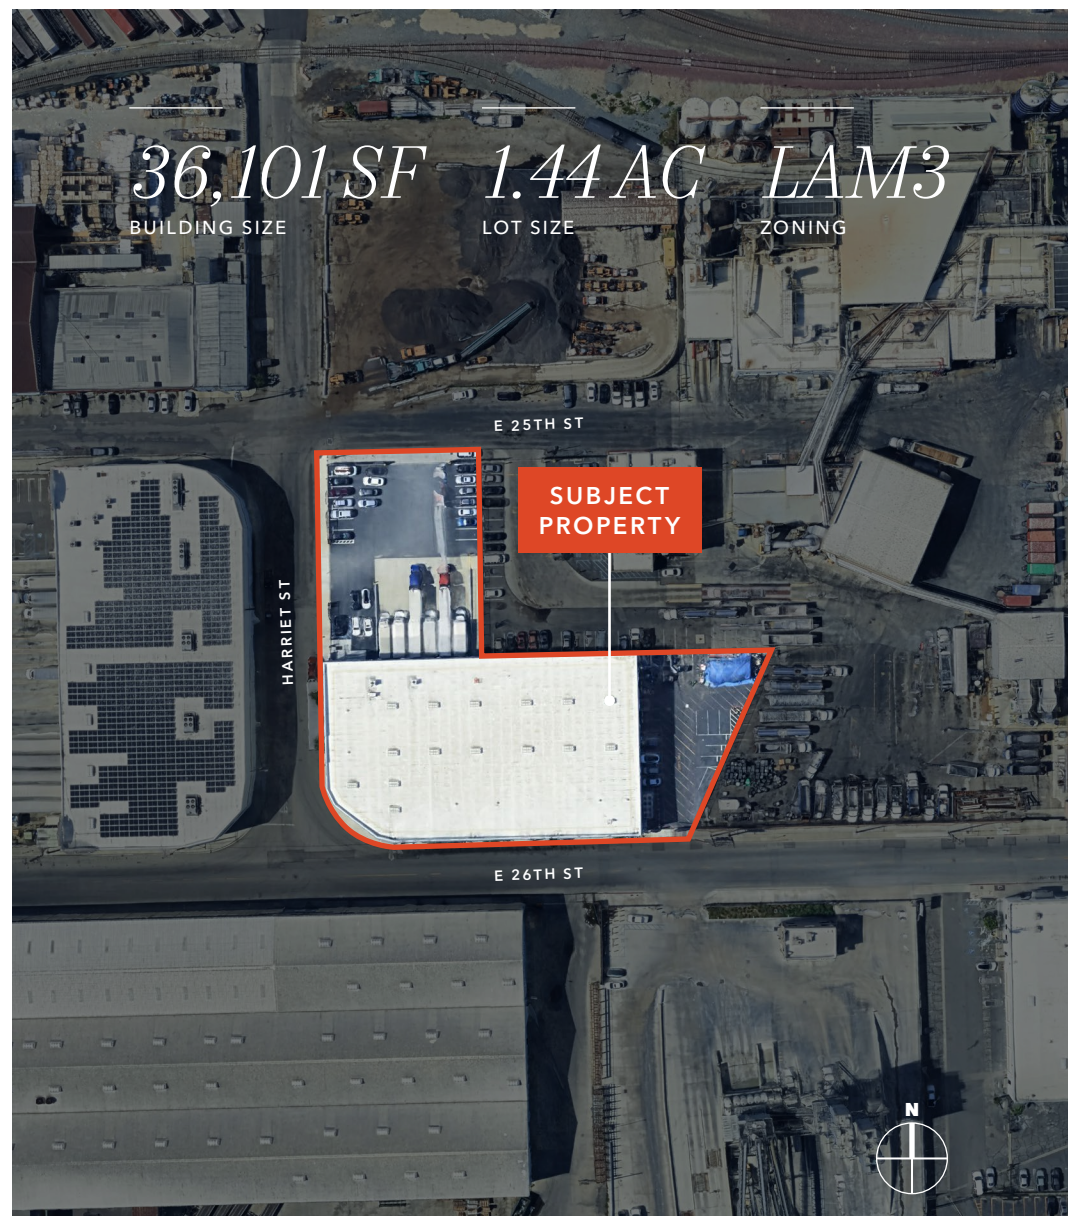 36,101 SF
BUILDING SIZE
1.44 AC
LOT SIZE
LAM3
ZONING
E 25TH ST
SUBJECT
PROPERTY
HARRIET ST
E 26TH ST
N